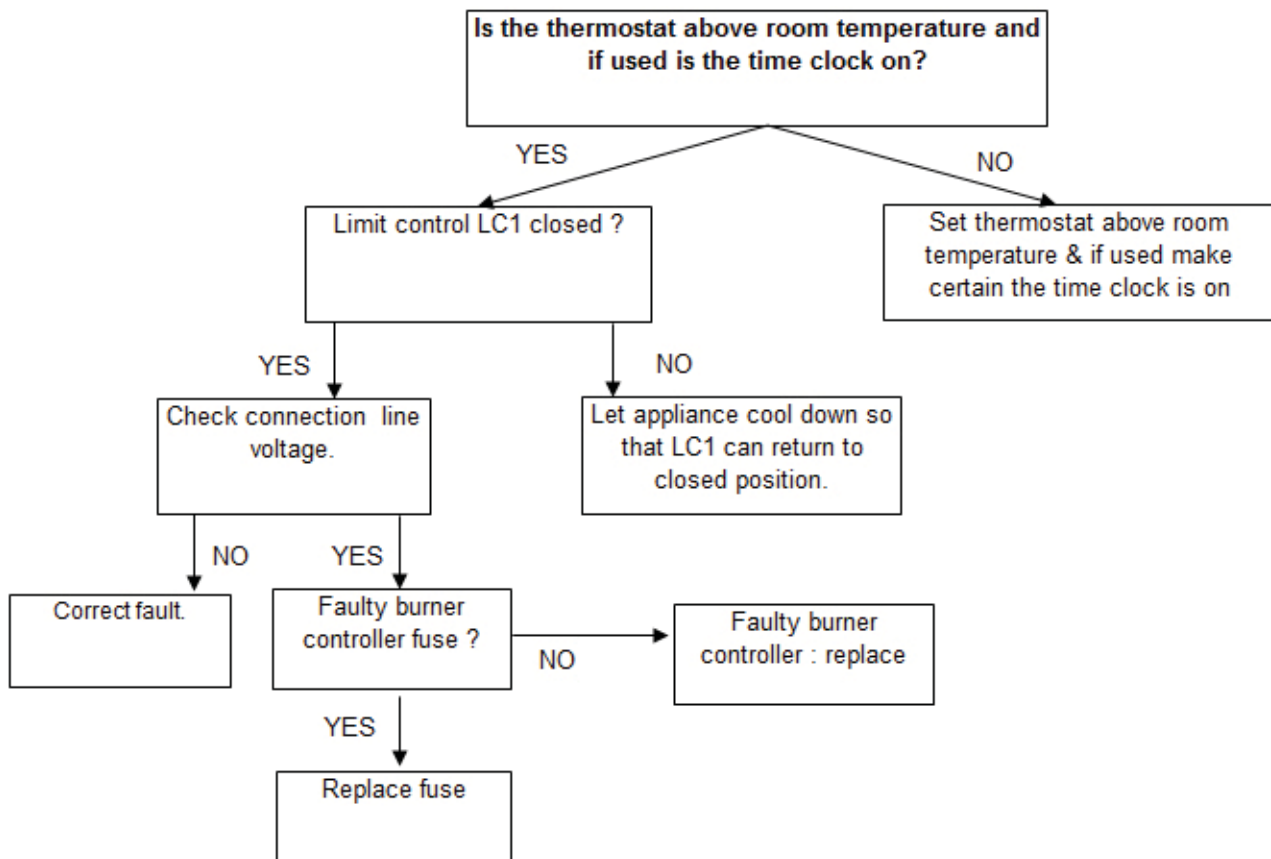 Is the thermostat above room temperature and
if used is the time clock on?
YES
NO
Limit control LC1 closed ?
Set thermostat above room
temperature & if used make
certain the time clock is on
YES
NO
Check connection line
voltage.
Let appliance cool down so
that LC1 can return to
closed position.
NO
YES
Correct fault.
Faulty burner
controller fuse ?
NO
Faulty burner
controller : replace
YES
Replace fuse